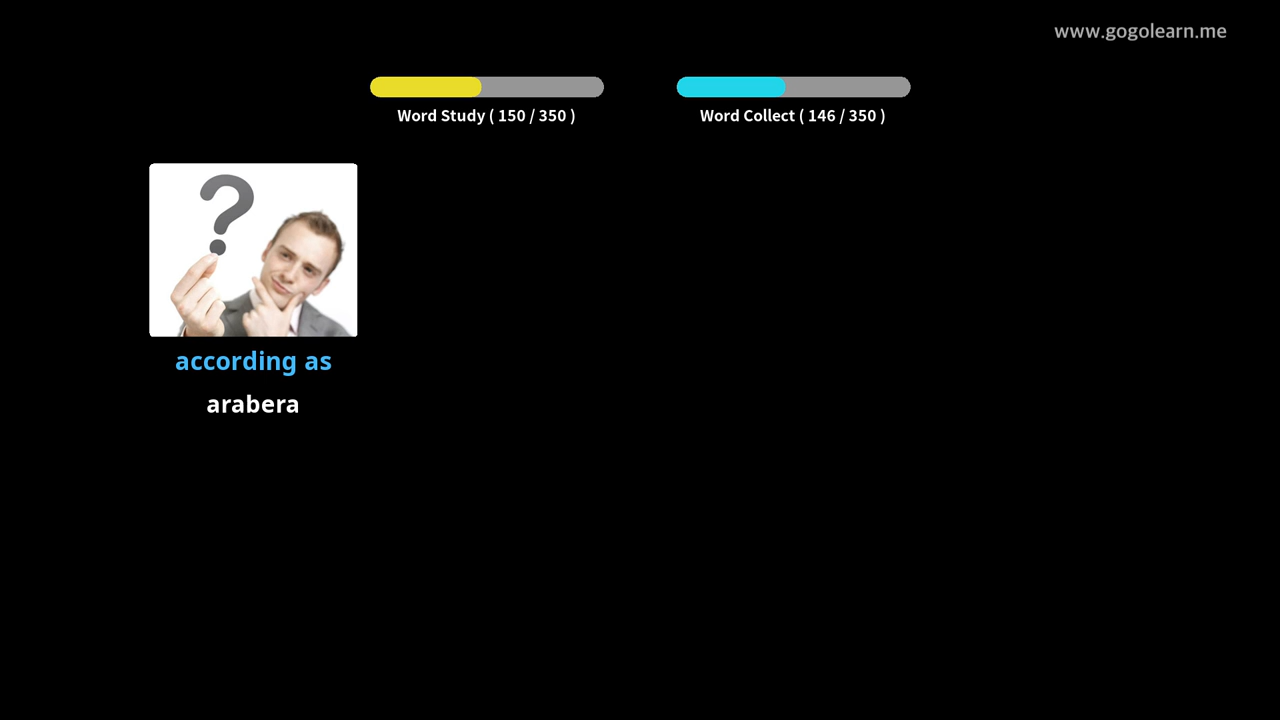 www.gogolearn.me
Word Study ( 150 / 350 )
Word Collect ( 146 / 350 )
?
according as
arabera